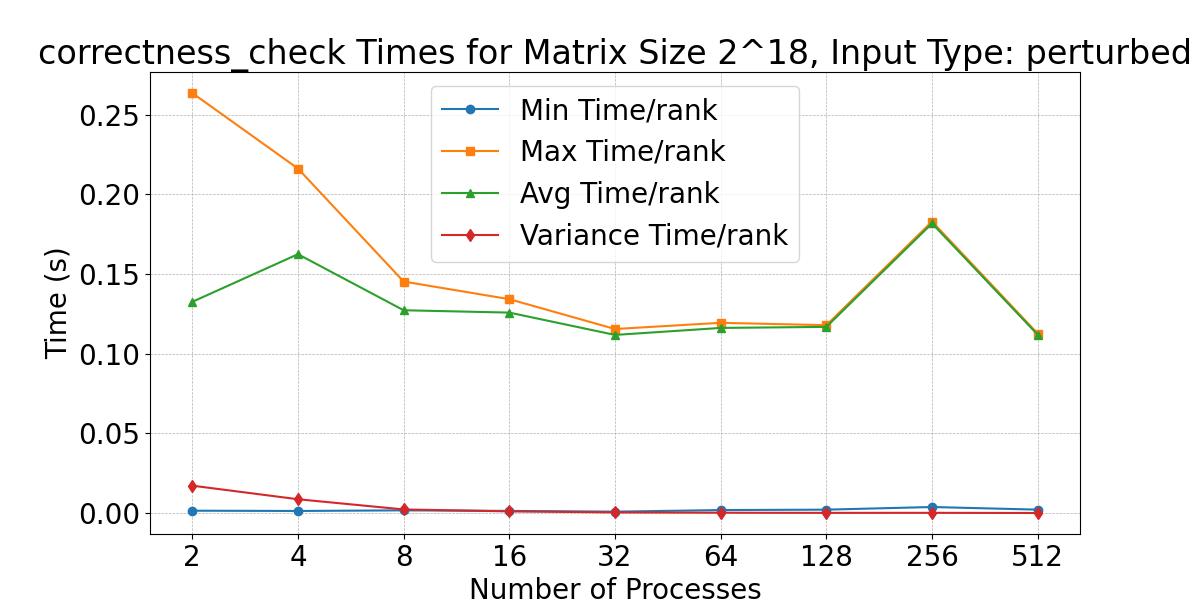 correctness_check Times for Matrix Size 2^18, Input Type: perturbed
Min Time/rank
Max Time/rank
Avg Time/rank
Variance Time/rank
Time (s)
0.25
0.20
0.15
0.10
0.05
0.00
2 4 8 16 32 64 128 256 512
Number of Processes